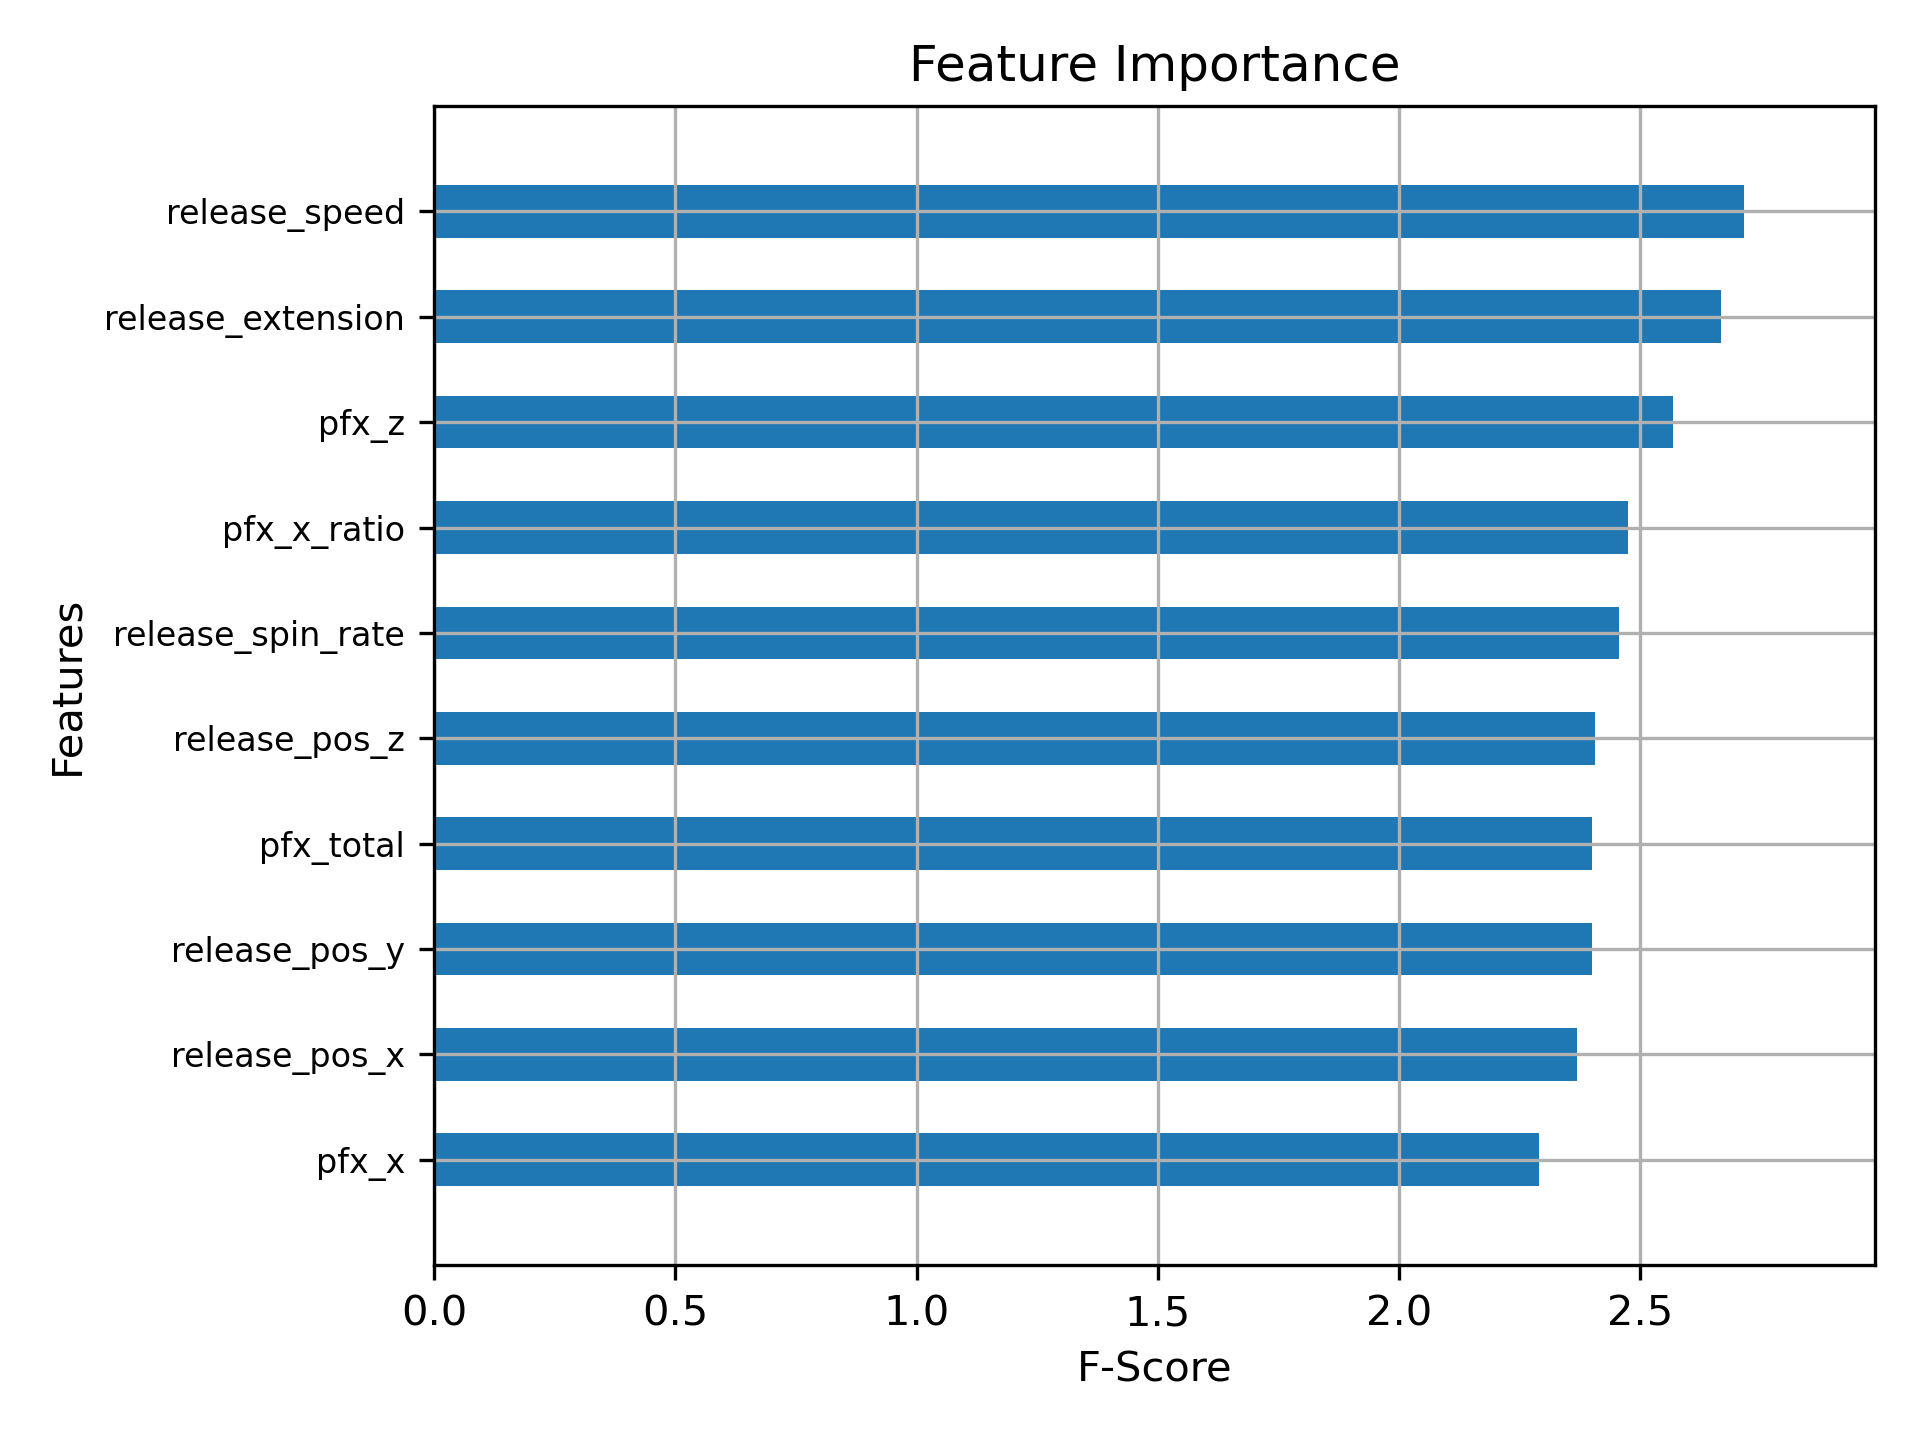 Feature Importance
release_speed
release_extension
pfx_z
pfx_x_ratio
release_spin_rate
release_pos_z
pfx_total
release_pos_y
release_pos_x
pfx_x
Features
0.0 0.5 1.0 1.5 2.0 2.5
F-Score